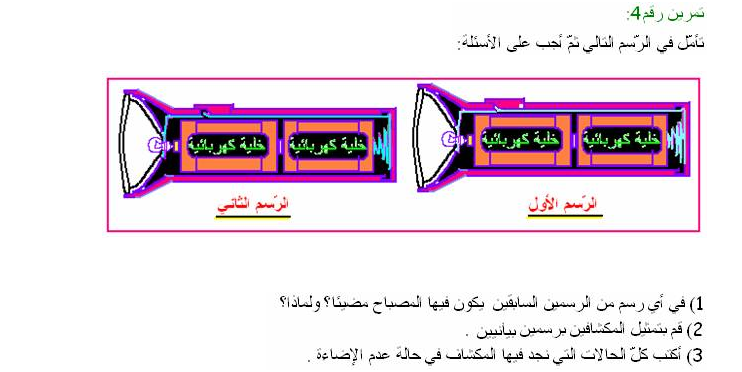 تمرين رقم4:
تأمّل في الرّسم التالي ثمّ أجب على الأسئلة:
خلية كهربائية خلية كهربائية
الرّسم الأول
خلية كهربائية خلية كهربائية
الرّسم الثاني
1) في أي رسم من الرسمين السابقين يكون فيها المصباح مضيئا؟ ولماذا؟
2) قم بتمثيل المكشافين برسمين بيانيين .
3) أكتب كلّ الحالات التي نجد فيها المكشاف في حالة عدم الإضاءة .